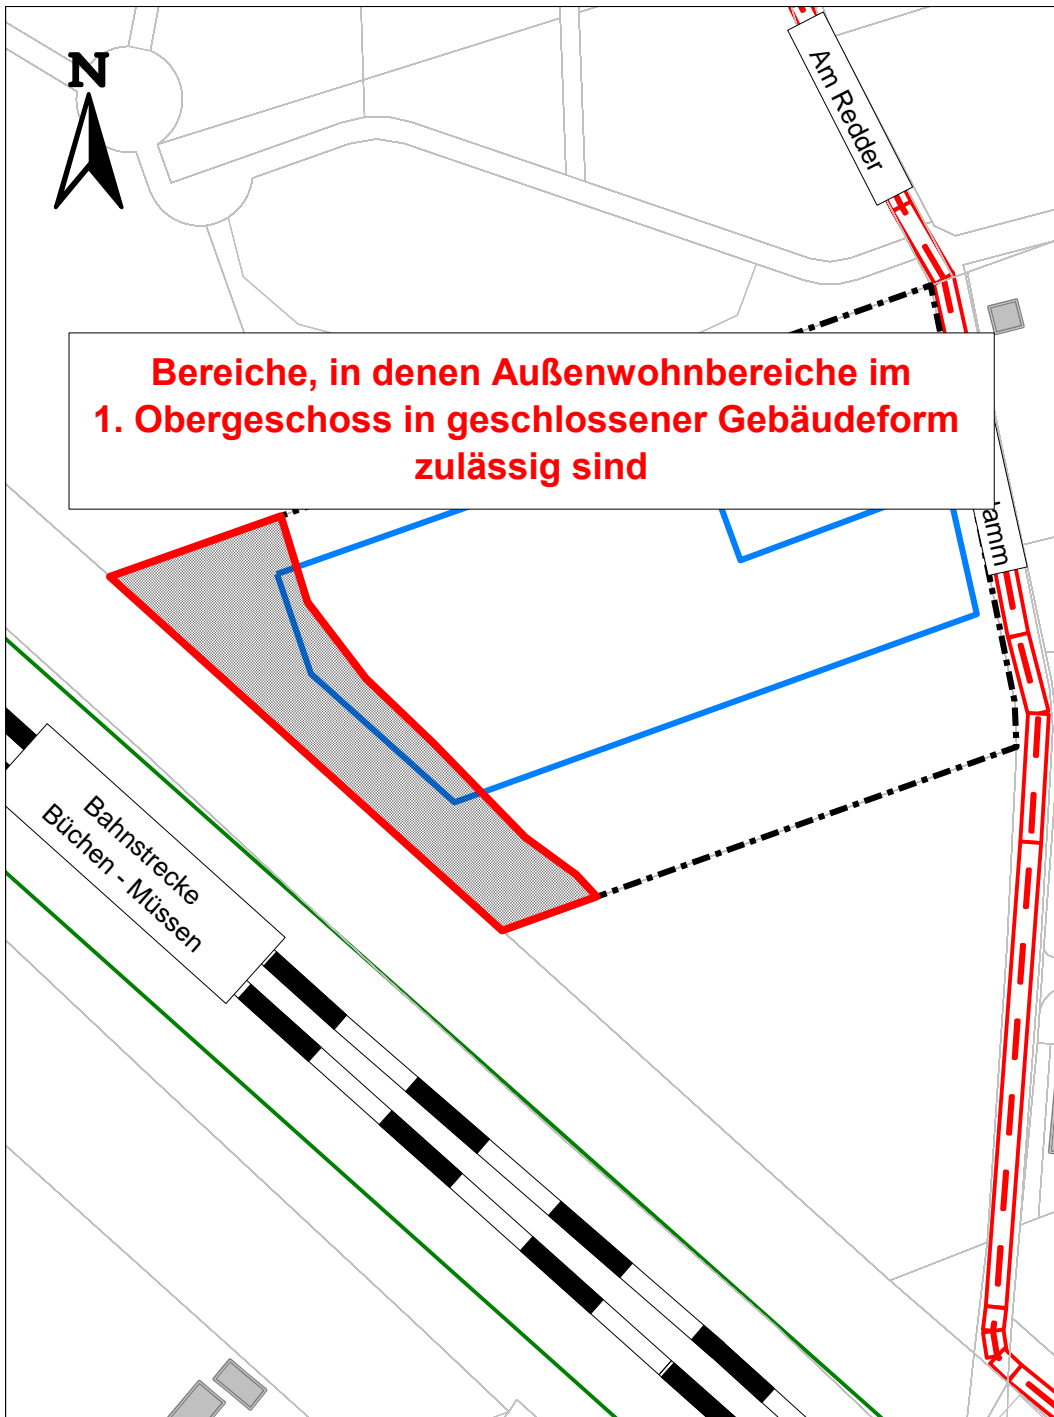 N
Am Redder
Bereiche, in denen Außenwohnbereiche im
1. Obergeschoss in geschlossener Gebäudeform
zulässig sind
Bahnstrecke
Büchen - Müssen